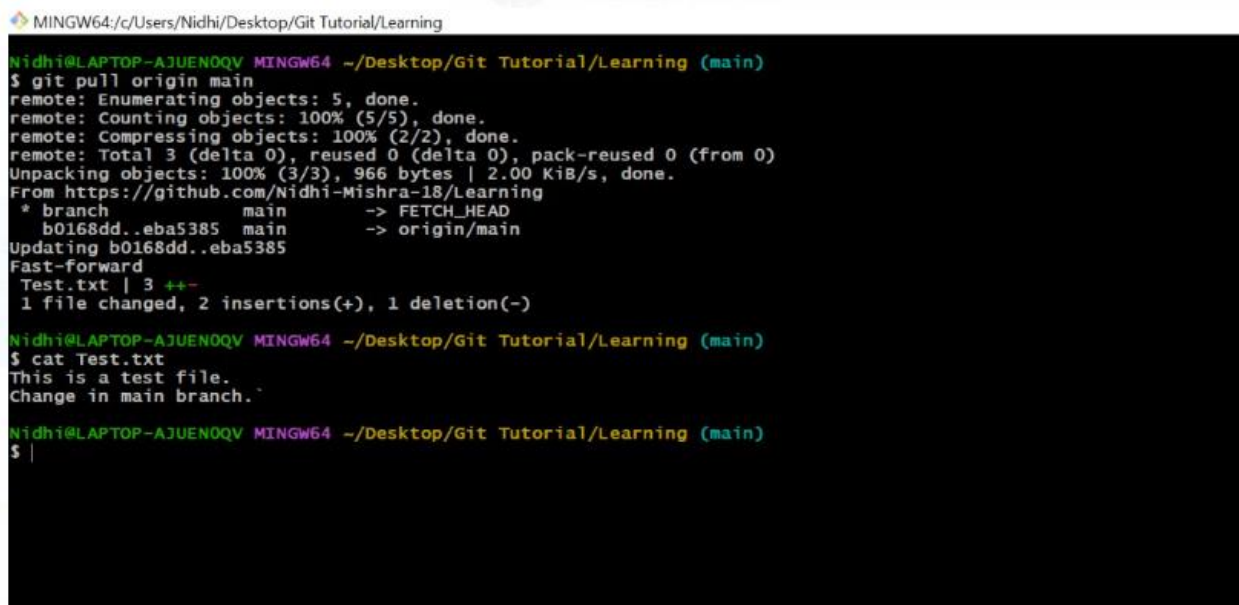 MINGW64:/c/Users/Nidhi/Desktop/Git Tutorial/Learning
Nidhi@LAPTOP-AJUENOQV MINGW64 ~/Desktop/Git Tutorial/Learning (main)
$ git pull origin main
remote: Enumerating objects: 5, done.
remote: Counting objects: 100% (5/5), done.
remote: Compressing objects: 100% (2/2), done.
remote: Total 3 (delta 0), reused 0 (delta 0), pack-reused 0 (from 0)
Unpacking objects: 100% (3/3), 966 bytes | 2.00 KiB/s, done.
From https://github.com/Nidhi-Mishra-18/Learning
 * branch            main       -> FETCH_HEAD
   b0168dd..eba5385  main       -> origin/main
Updating b0168dd..eba5385
Fast-forward
 Test.txt | 3 ++-
 1 file changed, 2 insertions(+), 1 deletion(-)
Nidhi@LAPTOP-AJUENOQV MINGW64 ~/Desktop/Git Tutorial/Learning (main)
$ cat Test.txt
This is a test file.
Change in main branch.`
Nidhi@LAPTOP-AJUENOQV MINGW64 ~/Desktop/Git Tutorial/Learning (main)
$